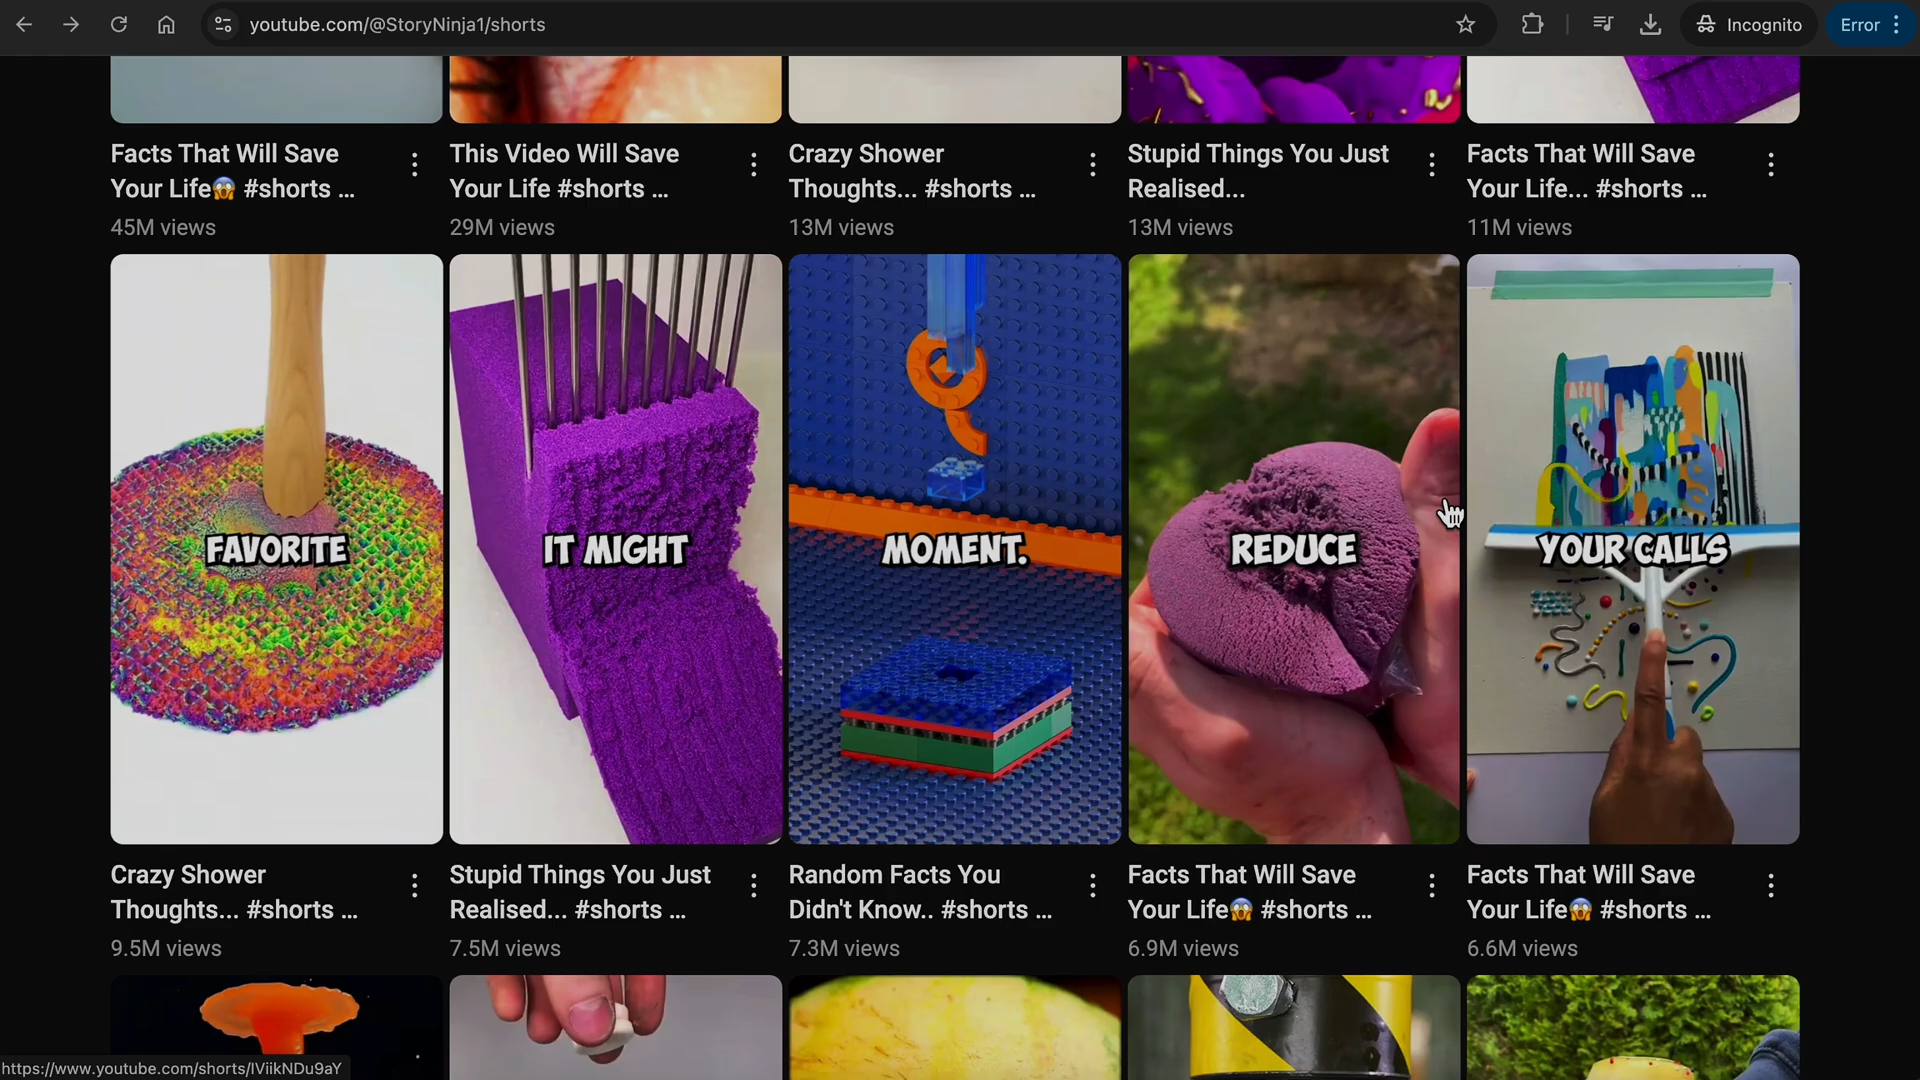 youtube.com/@StoryNinja1/shorts
Incognito
Error
Facts That Will Save
Your Life😱 #shorts ...
45M views
This Video Will Save
Your Life #shorts ...
29M views
Crazy Shower
Thoughts... #shorts ...
13M views
Stupid Things You Just
Realised...
13M views
Facts That Will Save
Your Life... #shorts ...
11M views
FAVORITE
IT MIGHT
MOMENT.
REDUCE
YOUR CALLS
Crazy Shower
Thoughts... #shorts ...
9.5M views
Stupid Things You Just
Realised... #shorts ...
7.5M views
Random Facts You
Didn't Know.. #shorts ...
7.3M views
Facts That Will Save
Your Life😱 #shorts ...
6.9M views
Facts That Will Save
Your Life😱 #shorts ...
6.6M views
https://www.youtube.com/shorts/lViikNDu9aY